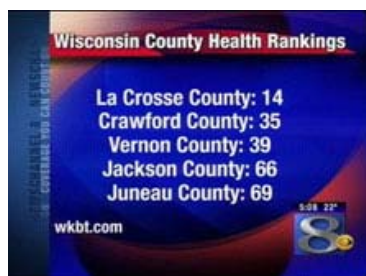 Wisconsin County Health Rankings
La Crosse County: 14
Crawford County: 35
Vernon County: 39
Jackson County: 66
Juneau County: 69
5:08 22°
wkbt.com
8